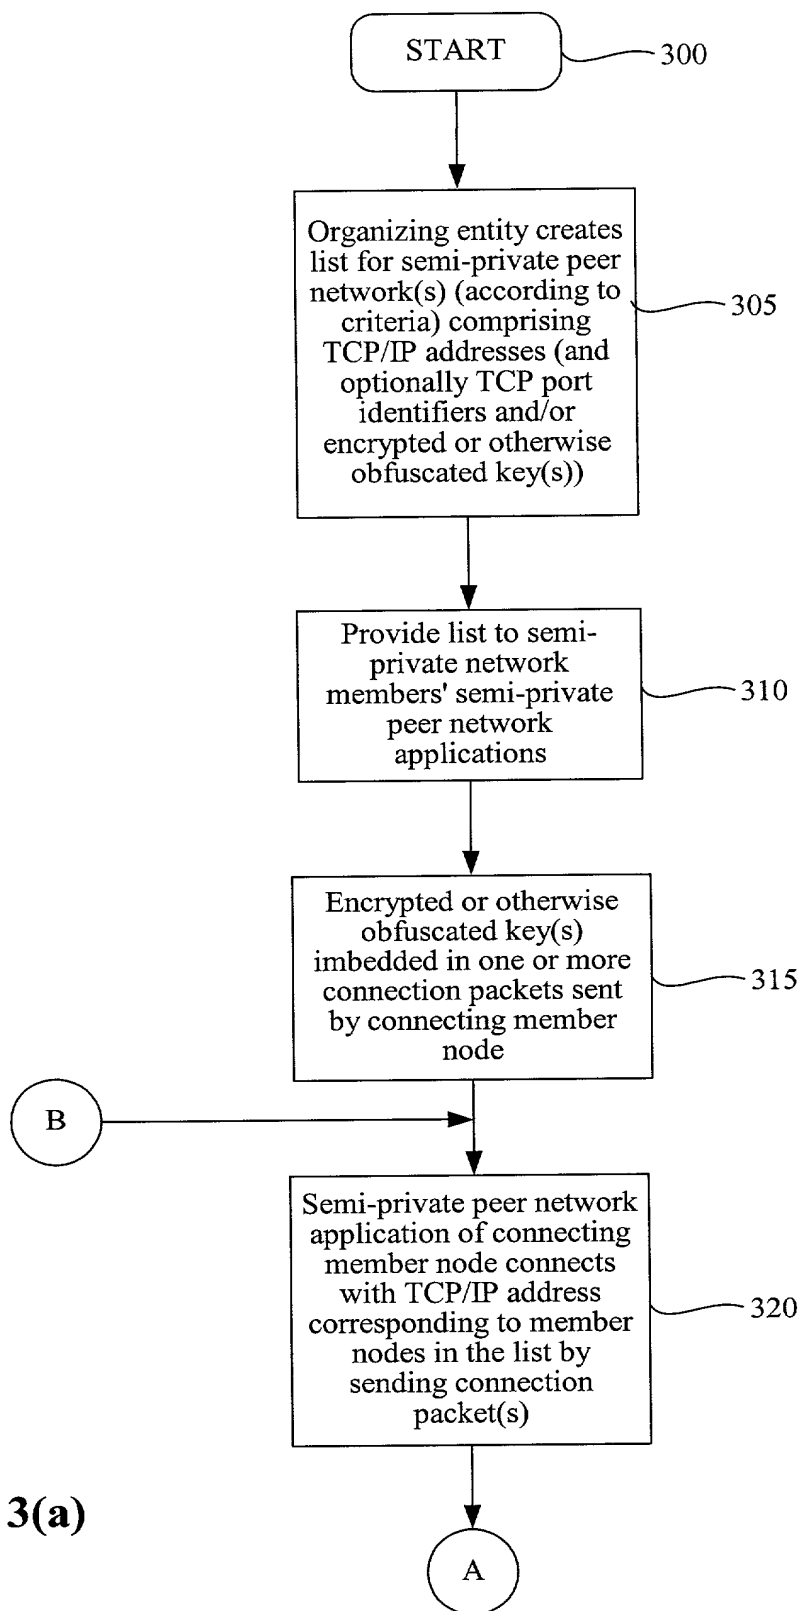 START
300
Organizing entity creates
list for semi-private peer
network(s) (according to
criteria) comprising
TCP/IP addresses (and
optionally TCP port
identifiers and/or
encrypted or otherwise
obfuscated key(s))
305
Provide list to semi-
private network
members' semi-private
peer network
applications
310
Encrypted or otherwise
obfuscated key(s)
imbedded in one or more
connection packets sent
by connecting member
node
315
B
Semi-private peer network
application of connecting
member node connects
with TCP/IP address
corresponding to member
nodes in the list by
sending connection
packet(s)
320
3(a)
A